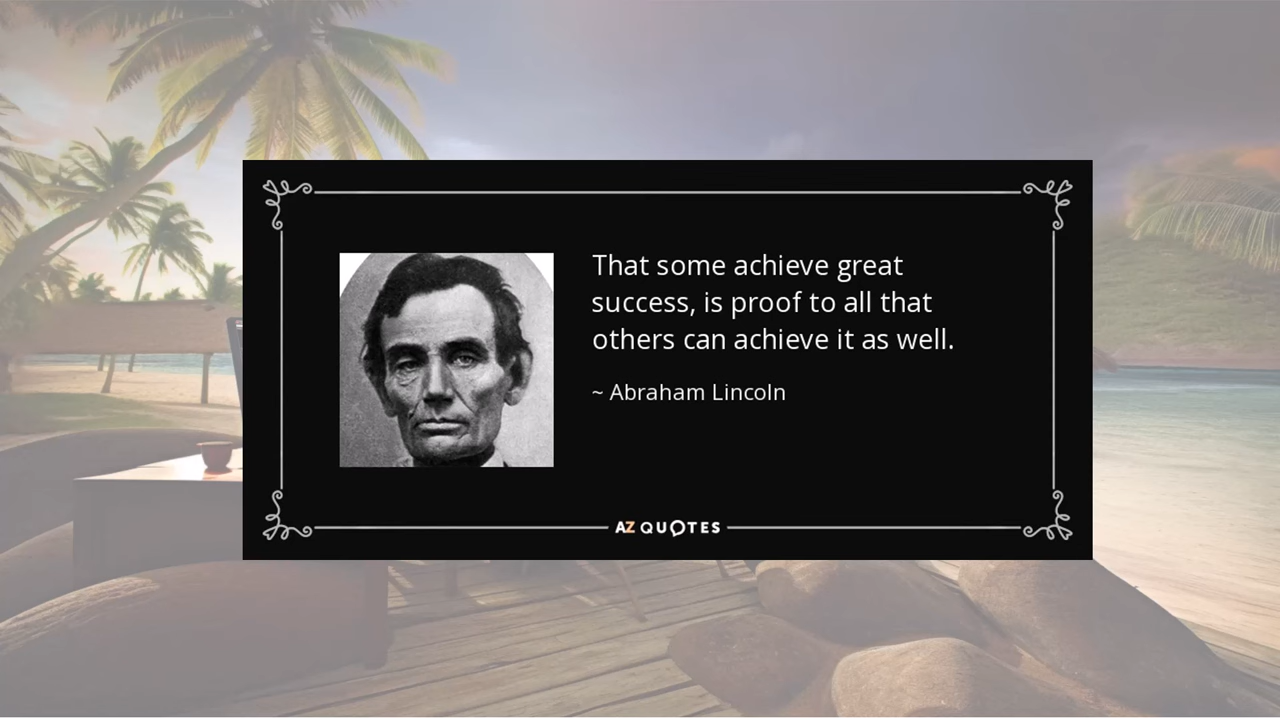 That some achieve great
success, is proof to all that
others can achieve it as well.
~ Abraham Lincoln
AZ QUOTES